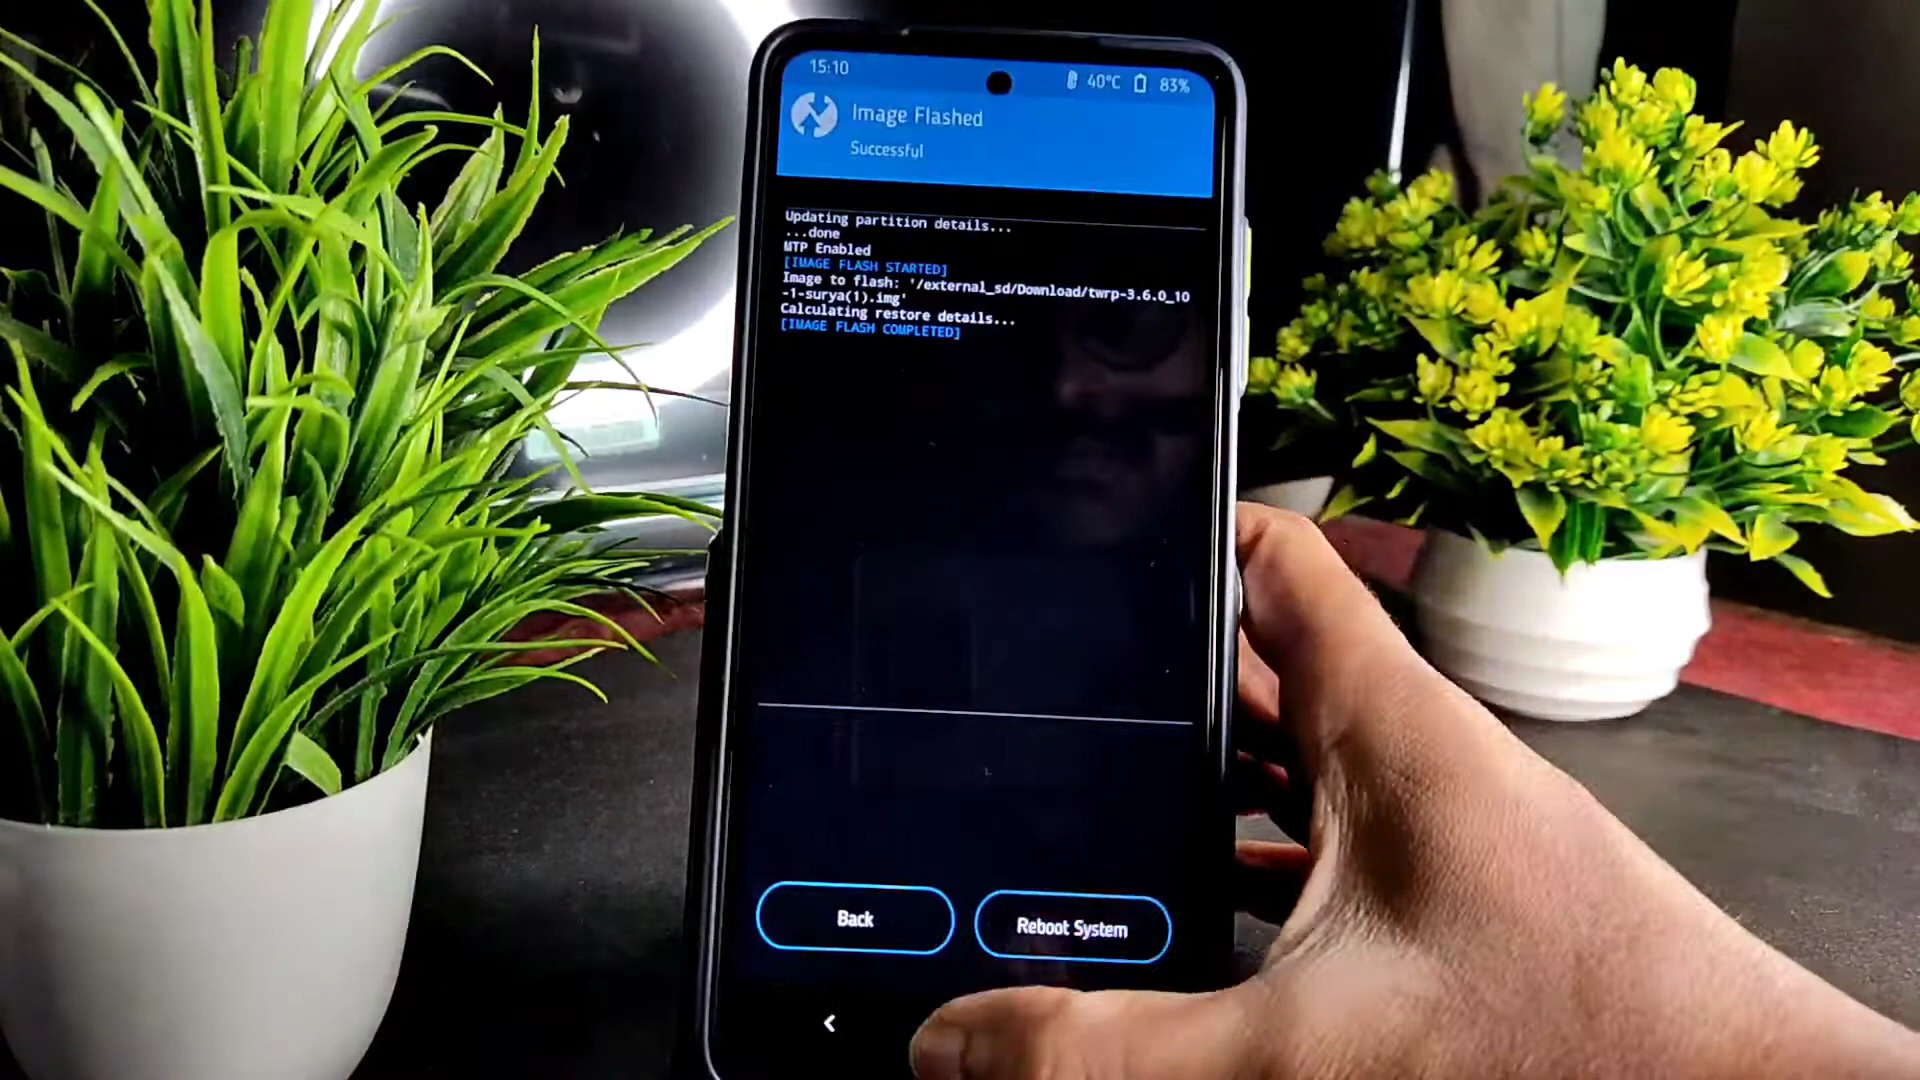 15:10 40°C 83%
Image Flashed
Successful
Updating partition details...
...done
MTP Enabled
[IMAGE FLASH STARTED]
Image to flash: '/external_sd/Download/twrp-3.6.0_10
-1-surya(1).img'
Calculating restore details...
[IMAGE FLASH COMPLETED]
Back Reboot System